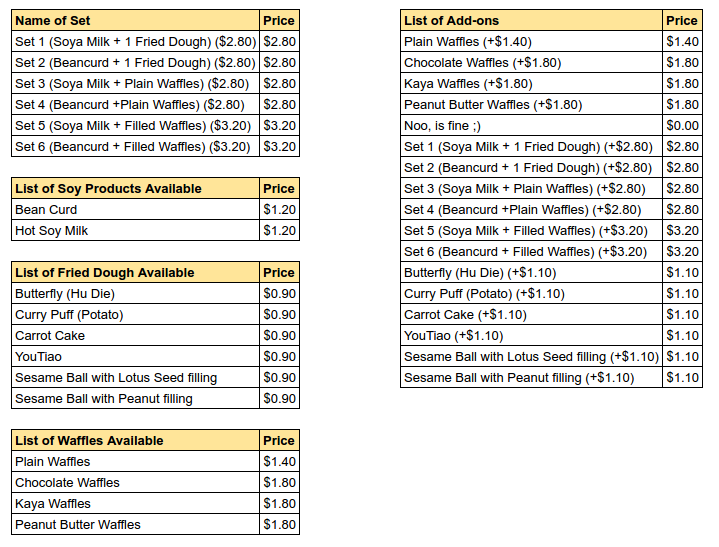 Name of Set Price
Set 1 (Soya Milk + 1 Fried Dough) ($2.80) $2.80
Set 2 (Beancurd + 1 Fried Dough) ($2.80) $2.80
Set 3 (Soya Milk + Plain Waffles) ($2.80) $2.80
Set 4 (Beancurd +Plain Waffles) ($2.80) $2.80
Set 5 (Soya Milk + Filled Waffles) ($3.20) $3.20
Set 6 (Beancurd + Filled Waffles) ($3.20) $3.20
List of Soy Products Available Price
Bean Curd $1.20
Hot Soy Milk $1.20
List of Fried Dough Available Price
Butterfly (Hu Die) $0.90
Curry Puff (Potato) $0.90
Carrot Cake $0.90
YouTiao $0.90
Sesame Ball with Lotus Seed filling $0.90
Sesame Ball with Peanut filling $0.90
List of Waffles Available Price
Plain Waffles $1.40
Chocolate Waffles $1.80
Kaya Waffles $1.80
Peanut Butter Waffles $1.80
List of Add-ons Price
Plain Waffles (+$1.40) $1.40
Chocolate Waffles (+$1.80) $1.80
Kaya Waffles (+$1.80) $1.80
Peanut Butter Waffles (+$1.80) $1.80
Noo, is fine ;) $0.00
Set 1 (Soya Milk + 1 Fried Dough) (+$2.80) $2.80
Set 2 (Beancurd + 1 Fried Dough) (+$2.80) $2.80
Set 3 (Soya Milk + Plain Waffles) (+$2.80) $2.80
Set 4 (Beancurd +Plain Waffles) (+$2.80) $2.80
Set 5 (Soya Milk + Filled Waffles) (+$3.20) $3.20
Set 6 (Beancurd + Filled Waffles) (+$3.20) $3.20
Butterfly (Hu Die) (+$1.10) $1.10
Curry Puff (Potato) (+$1.10) $1.10
Carrot Cake (+$1.10) $1.10
YouTiao (+$1.10) $1.10
Sesame Ball with Lotus Seed filling (+$1.10) $1.10
Sesame Ball with Peanut filling (+$1.10) $1.10